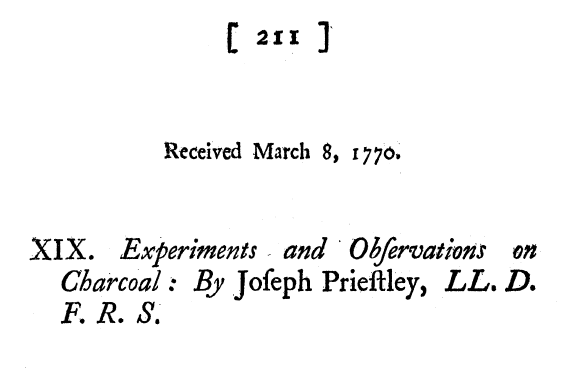 [ 211 ]
Received March 8, 1770.
XIX. Experiments and Obſervations on
Charcoal : By Joſeph Prieſtley, LL. D.
F. R. S.